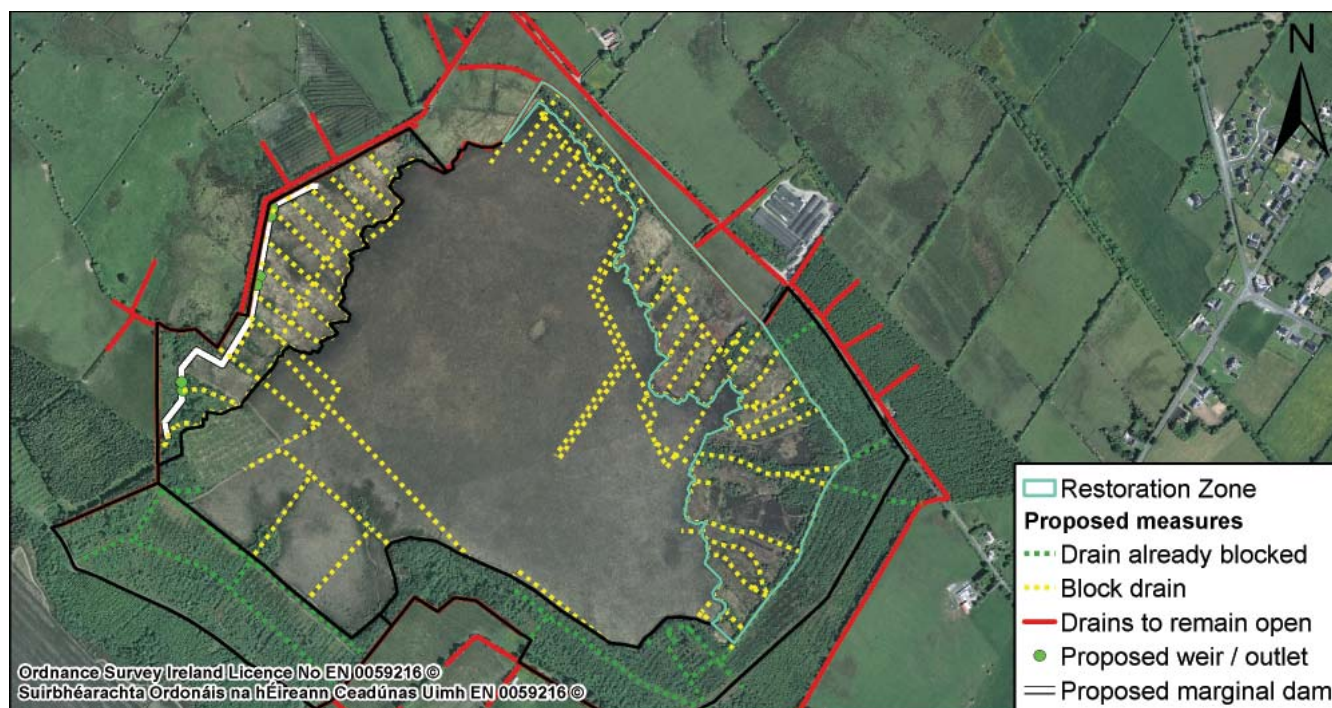 N
Restoration Zone
Proposed measures
Drain already blocked
Block drain
Drains to remain open
Proposed weir / outlet
Proposed marginal dam
Ordnance Survey Ireland Licence No EN 0059216 ©
Suirbhéarachta Ordonáis na hÉireann Ceadúnas Uimh EN 0059216 ©